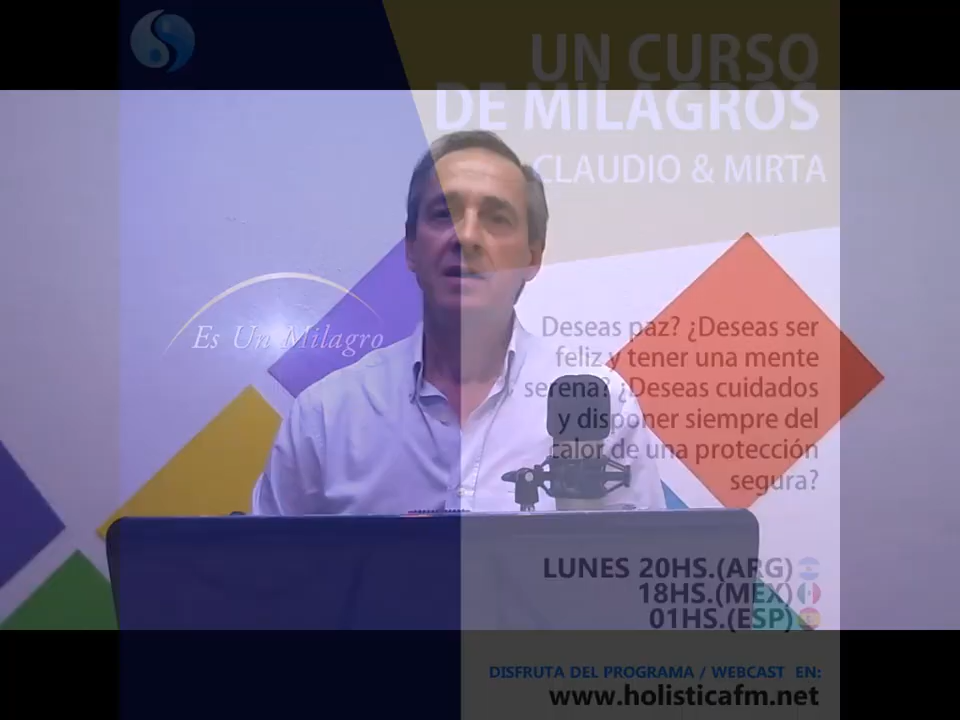 UN CURSO
DE MILAGROS
CLAUDIO & MIRTA
Es Un Milagro
Deseas paz? ¿Deseas ser
feliz y tener una mente
serena? ¿Deseas cuidados
y disponer siempre del
calor de una protección
segura?
LUNES 20HS.(ARG)
18HS.(MEX)
01HS.(ESP)
DISFRUTA DEL PROGRAMA / WEBCAST EN:
www.holisticafm.net